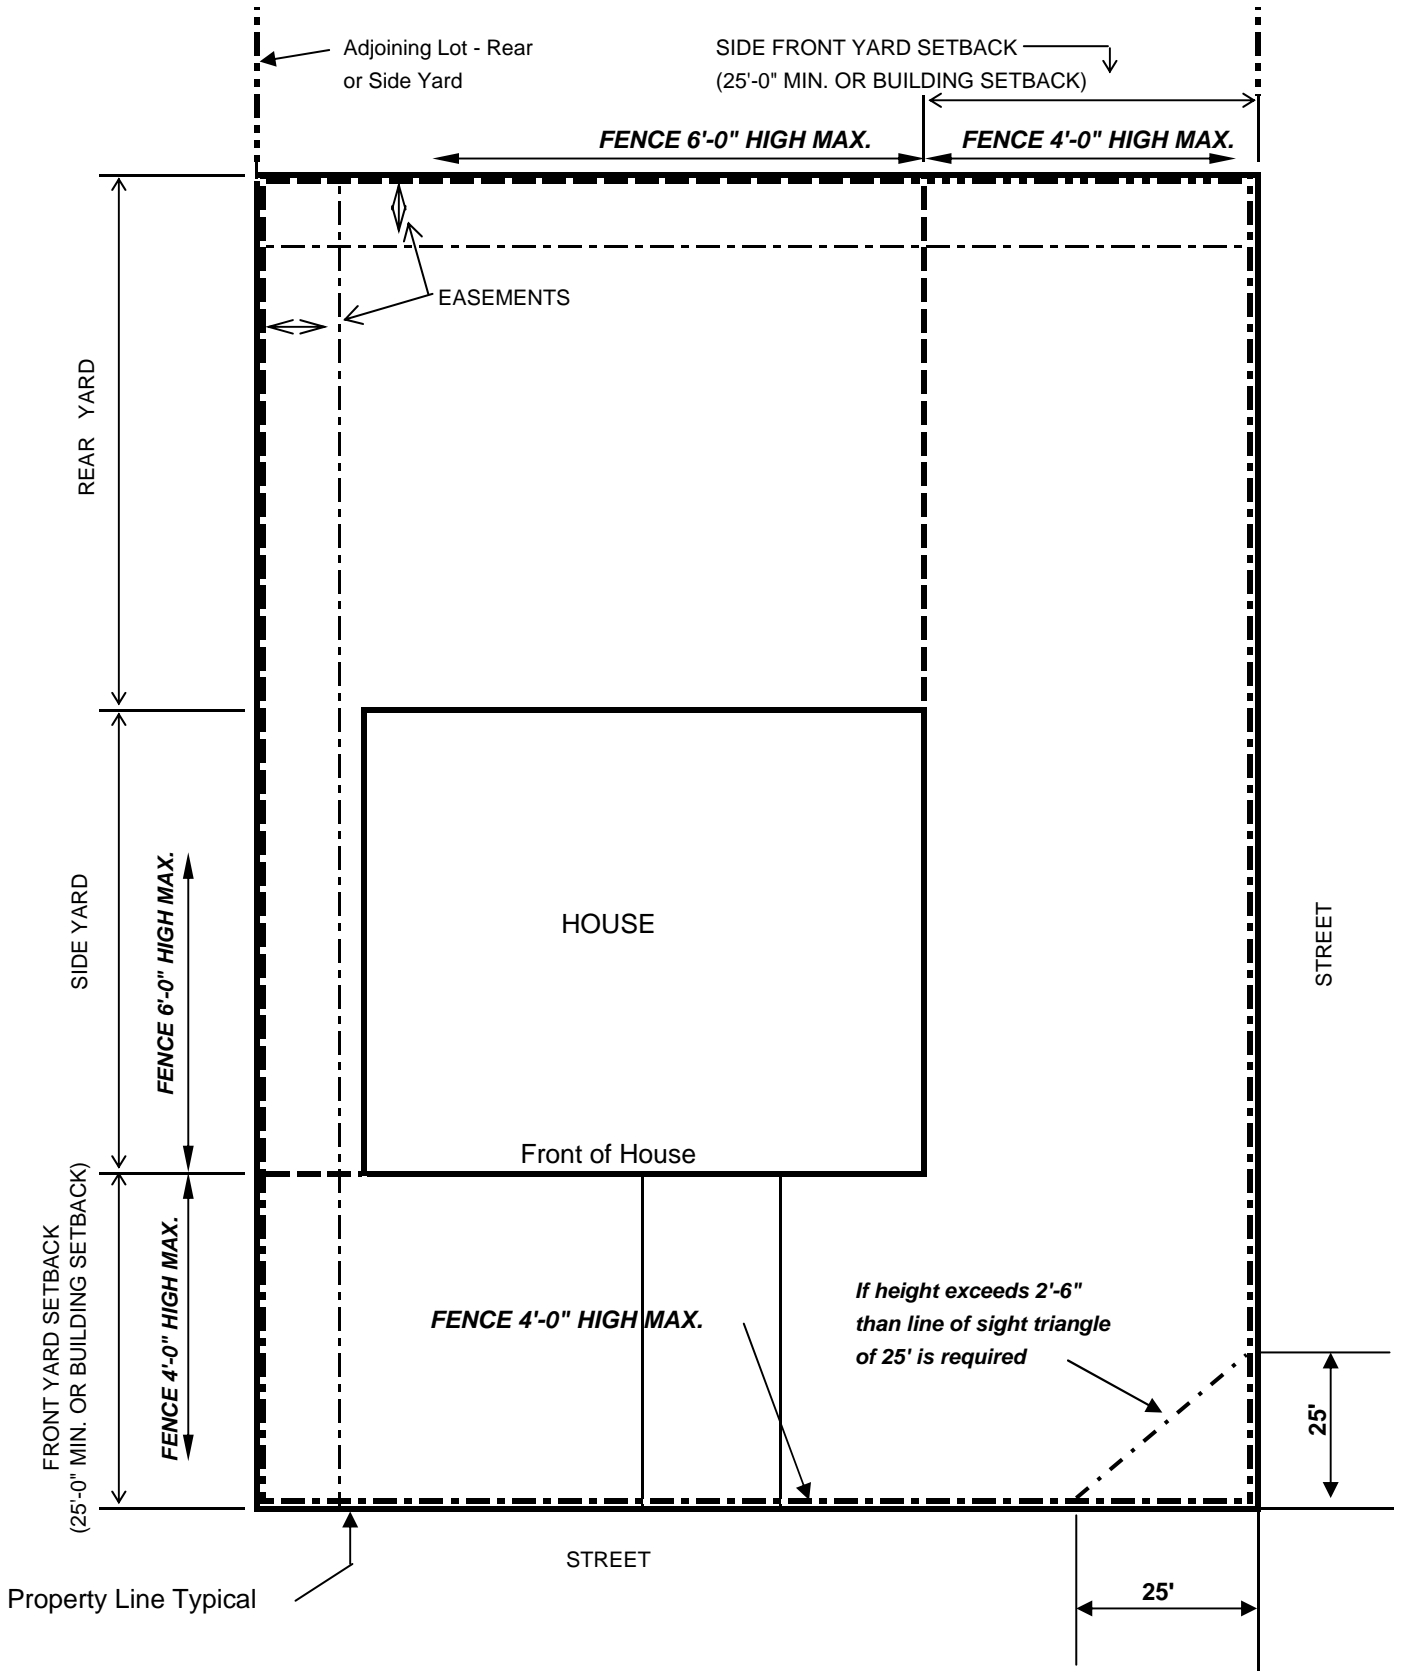 Adjoining Lot - Rear
or Side Yard
SIDE FRONT YARD SETBACK
(25'-0" MIN. OR BUILDING SETBACK)
FENCE 6'-0" HIGH MAX.
FENCE 4'-0" HIGH MAX.
EASEMENTS
REAR YARD
SIDE YARD
FENCE 6'-0" HIGH MAX.
HOUSE
STREET
Front of House
FRONT YARD SETBACK
(25'-0" MIN. OR BUILDING SETBACK)
FENCE 4'-0" HIGH MAX.
FENCE 4'-0" HIGH MAX.
If height exceeds 2'-6"
than line of sight triangle
of 25' is required
25'
STREET
Property Line Typical
25'